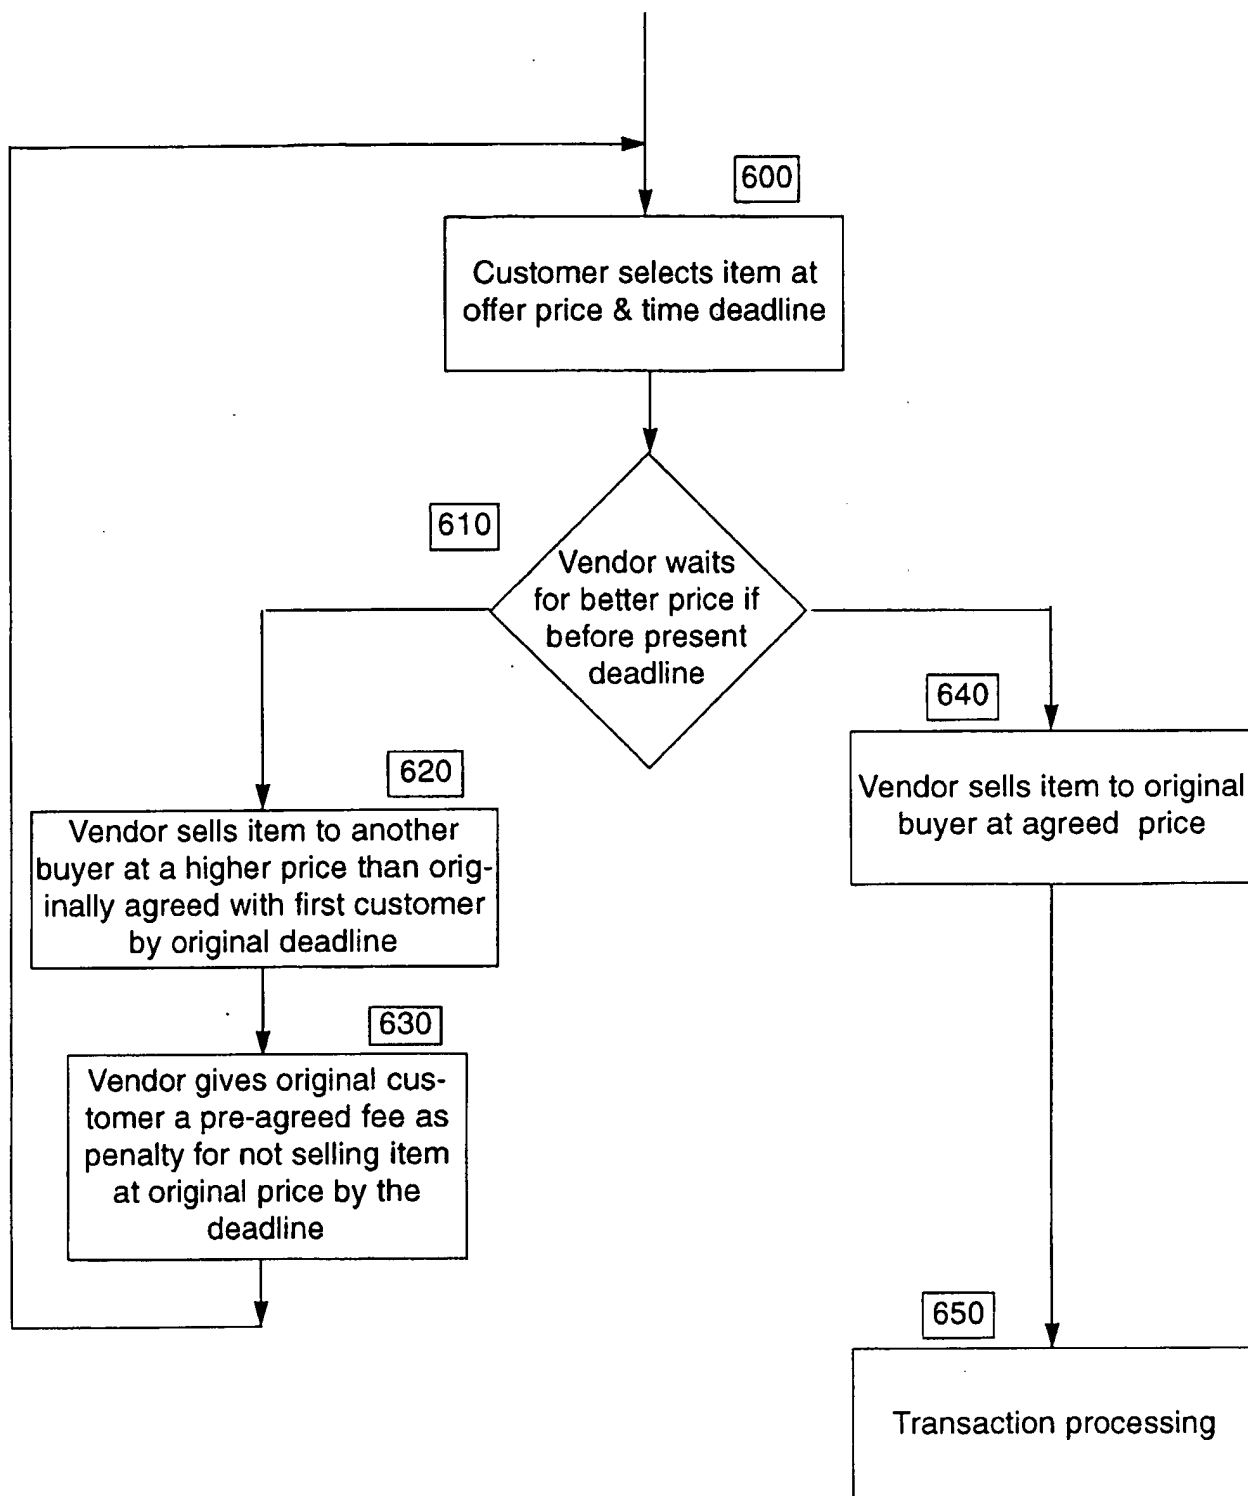 600
Customer selects item at
offer price & time deadline
610
Vendor waits
for better price if
before present
deadline
640
Vendor sells item to original
buyer at agreed price
620
Vendor sells item to another
buyer at a higher price than orig-
inally agreed with first customer
by original deadline
630
Vendor gives original cus-
tomer a pre-agreed fee as
penalty for not selling item
at original price by the
deadline
650
Transaction processing